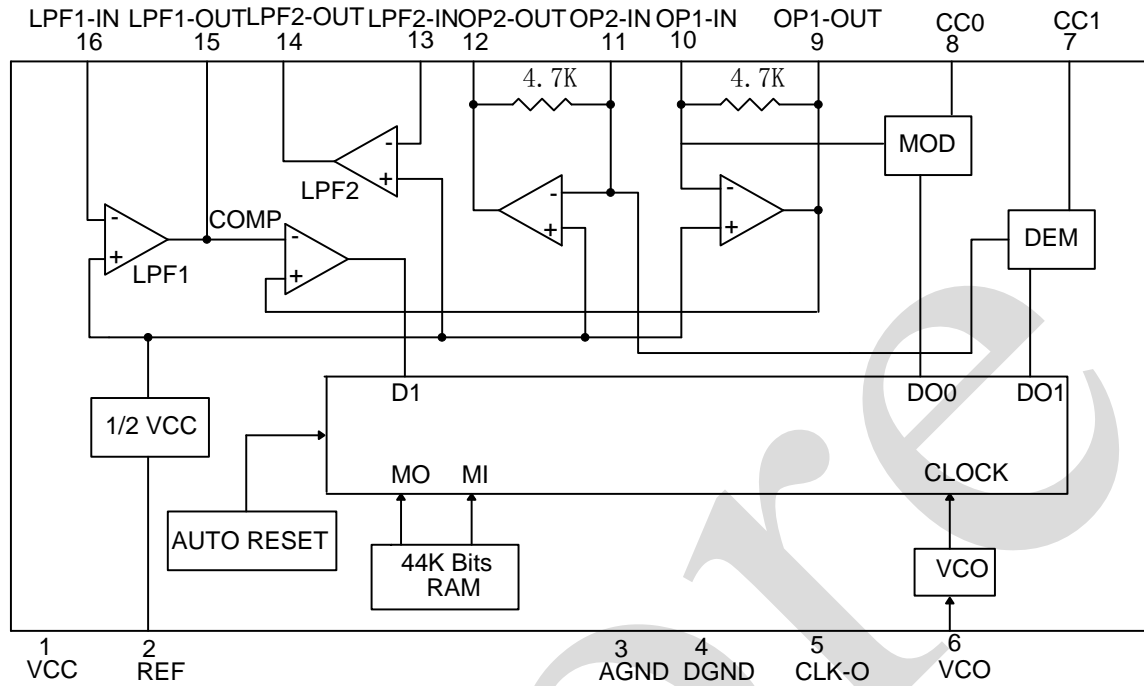 LPF1-IN LPF1-OUT LPF2-OUT LPF2-IN OP2-OUT OP2-IN OP1-IN OP1-OUT CC0 CC1
16 15 14 13 12 11 10 9 8 7
4.7K 4.7K
MOD
-
+
LPF2
-
+
-
+
-
+
LPF1
COMP
-
+
DEM
1/2 VCC
D1 DO0 DO1
MO MI CLOCK
AUTO RESET
44K Bits
RAM
VCO
1 2 3 4 5 6
VCC REF AGND DGND CLK-O VCO